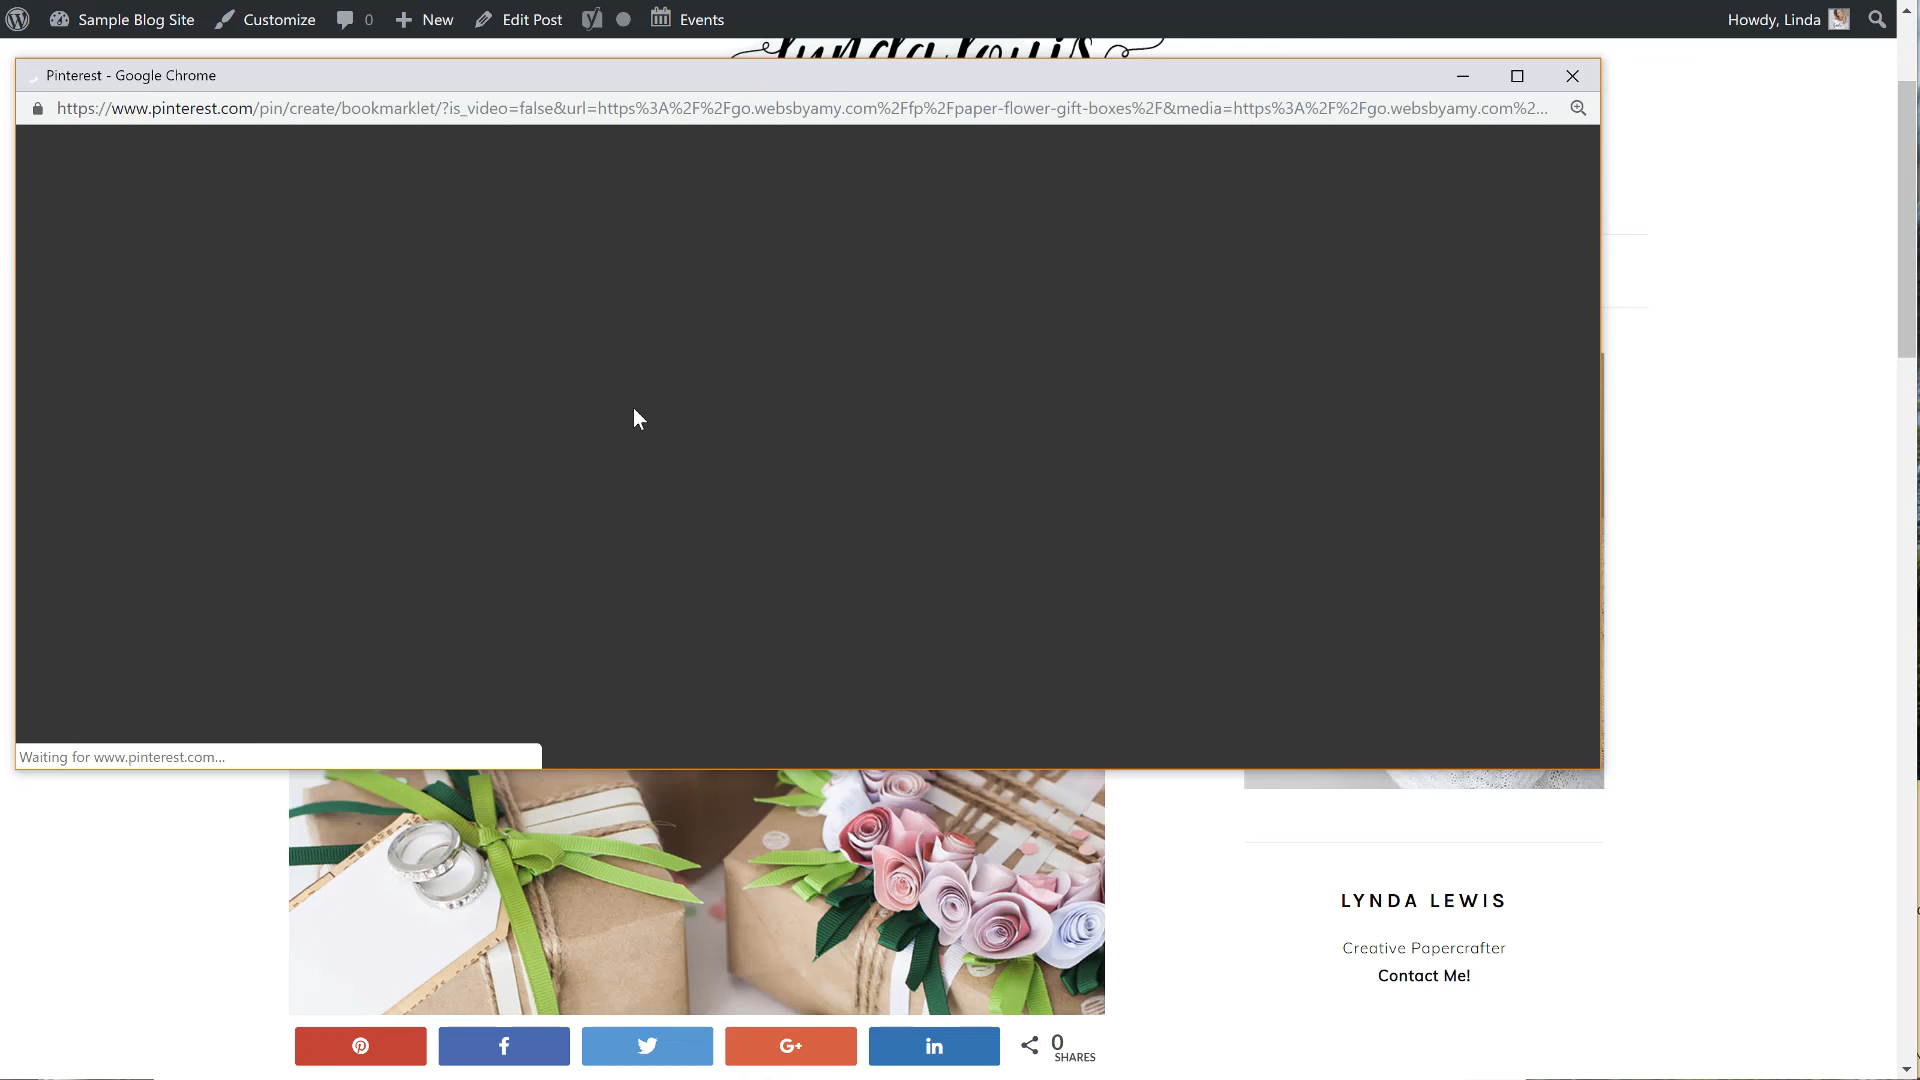 Sample Blog Site Customize 0 New Edit Post Events Howdy, Linda
lynda louis
Pinterest - Google Chrome
https://www.pinterest.com/pin/create/bookmarklet/?is_video=false&url=https%3A%2F%2Fgo.websbyamy.com%2Ffp%2Fpaper-flower-gift-boxes%2F&media=https%3A%2F%2Fgo.websbyamy.com%2...
Waiting for www.pinterest.com...
LYNDA LEWIS
Creative Papercrafter
Contact Me!
0
SHARES